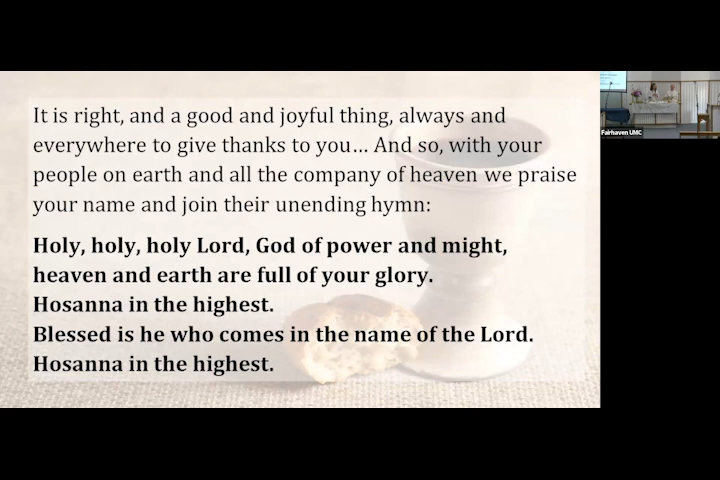 It is right, and a good and joyful thing, always and
everywhere to give thanks to you... And so, with your
people on earth and all the company of heaven we praise
your name and join their unending hymn:
Holy, holy, holy Lord, God of power and might,
heaven and earth are full of your glory.
Hosanna in the highest.
Blessed is he who comes in the name of the Lord.
Hosanna in the highest.
Fairhaven UMC